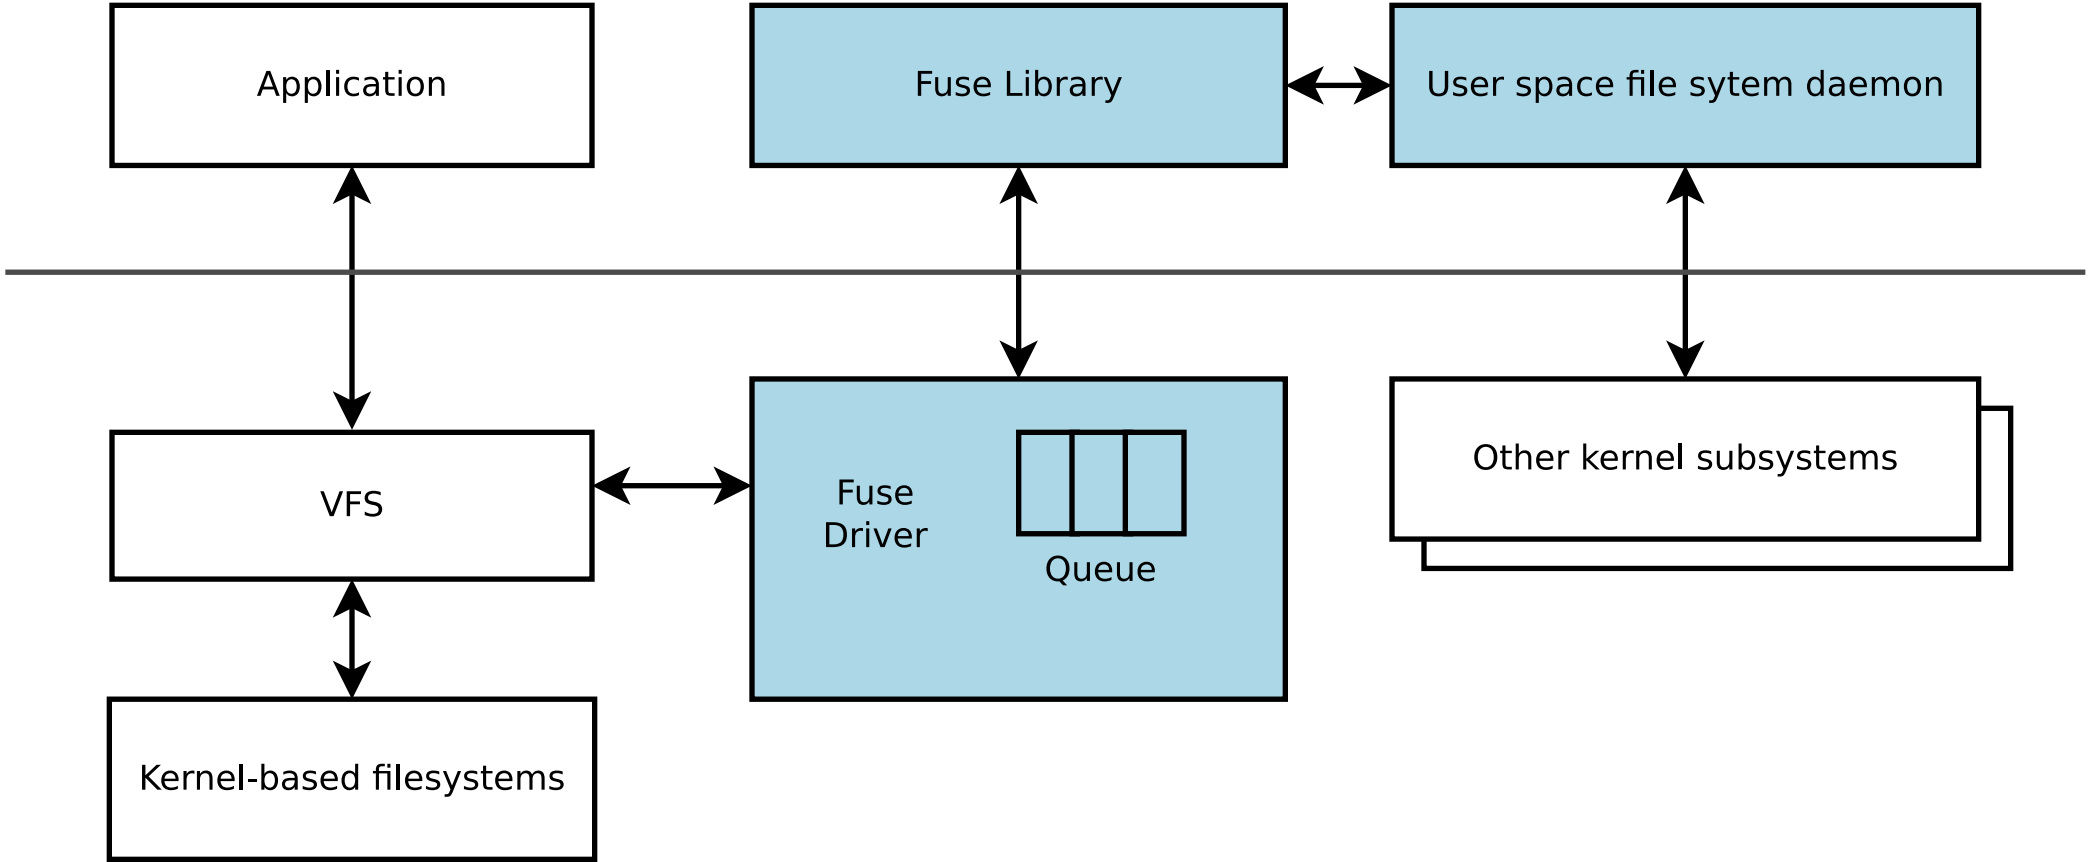 Application
Fuse Library
User space file sytem daemon
VFS
Fuse
Driver
Queue
Other kernel subsystems
Kernel-based filesystems